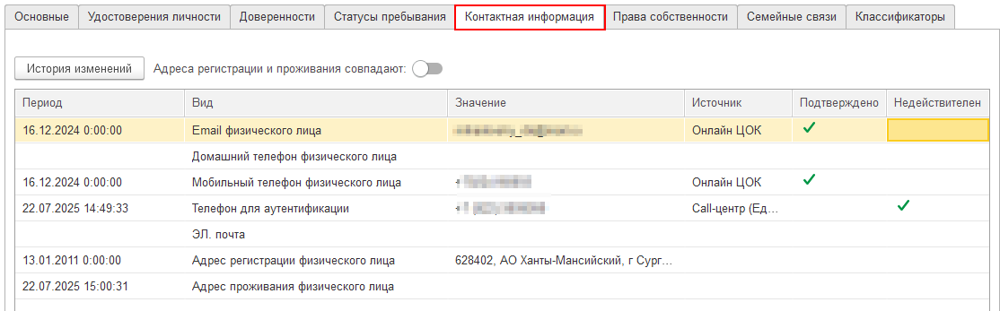 Основные Удостоверения личности Доверенности Статусы пребывания Контактная информация Права собственности Семейные связи Классификаторы
История изменений Адреса регистрации и проживания совпадают:
Период Вид Значение Источник Подтверждено Недействителен
16.12.2024 0:00:00 Email физического лица Онлайн ЦОК
Домашний телефон физического лица
16.12.2024 0:00:00 Мобильный телефон физического лица Онлайн ЦОК
22.07.2025 14:49:33 Телефон для аутентификации Call-центр (Ед...
ЭЛ. почта
13.01.2011 0:00:00 Адрес регистрации физического лица 628402, АО Ханты-Мансийский, г Сург...
22.07.2025 15:00:31 Адрес проживания физического лица